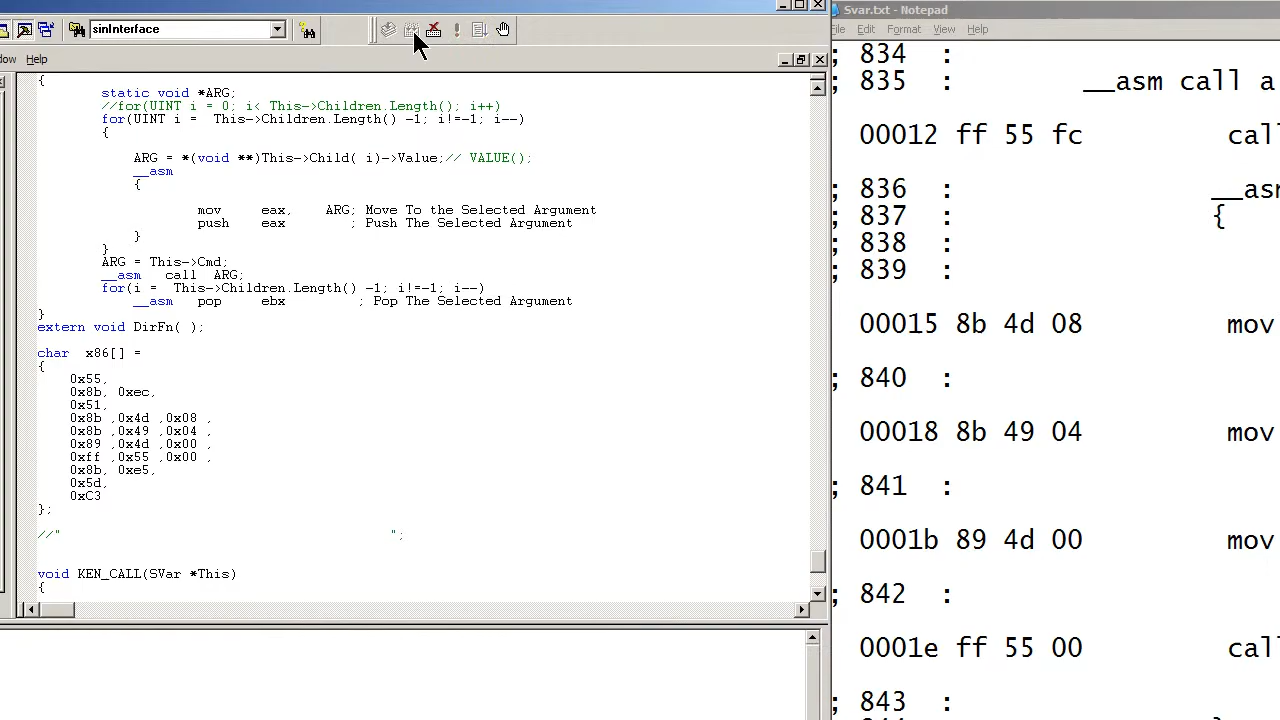 sinInterface
dow Help
{
static void *ARG;
//for(UINT i = 0; i< This->Children.Length(); i++)
for(UINT i =  This->Children.Length() -1; i!=-1; i--)
{
ARG = *(void **)This->Child( i)->Value;// VALUE();
__asm
{
mov eax, ARG; Move To the Selected Argument
push eax ; Push The Selected Argument
}
}
ARG = This->Cmd;
__asm call ARG;
for(i =  This->Children.Length() -1; i!=-1; i--)
__asm pop ebx ; Pop The Selected Argument
}
extern void DirFn( );
char x86[] =
{
0x55,
0x8b, 0xec,
0x51,
0x8b ,0x4d ,0x08 ,
0x8b ,0x49 ,0x04 ,
0x89 ,0x4d ,0x00 ,
0xff ,0x55 ,0x00 ,
0x8b, 0xe5,
0x5d,
0xC3
};
//" ";
void KEN_CALL(SVar *This)
{
Svar.txt - Notepad
File Edit Format View Help
; 834 :
; 835 : __asm call a
00012 ff 55 fc call
; 836 : __asm
; 837 : {
; 838 :
; 839 :
00015 8b 4d 08 mov
; 840 :
00018 8b 49 04 mov
; 841 :
0001b 89 4d 00 mov
; 842 :
0001e ff 55 00 call
; 843 :